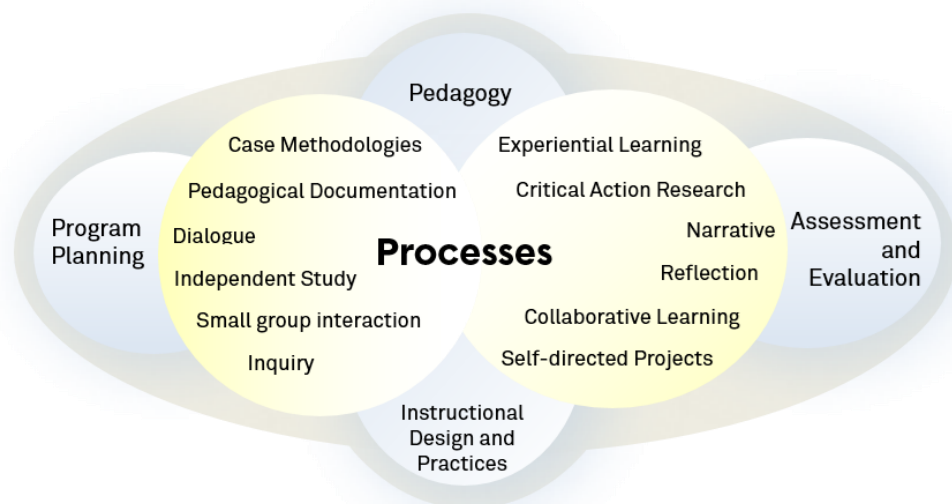 Pedagogy
Case Methodologies
Pedagogical Documentation
Dialogue
Independent Study
Small group interaction
Inquiry
Processes
Experiential Learning
Critical Action Research
Narrative
Reflection
Collaborative Learning
Self-directed Projects
Program
Planning
Assessment
and
Evaluation
Instructional
Design and
Practices